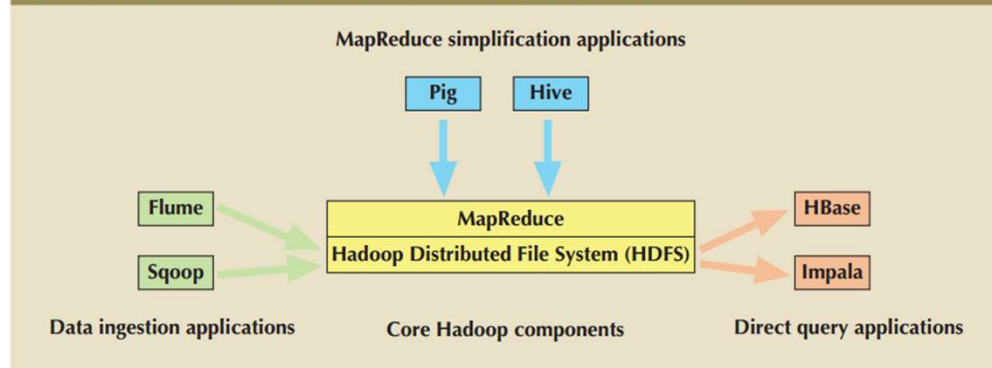 MapReduce simplification applications
Pig
Hive
Flume
Sqoop
MapReduce
Hadoop Distributed File System (HDFS)
HBase
Impala
Data ingestion applications
Core Hadoop components
Direct query applications